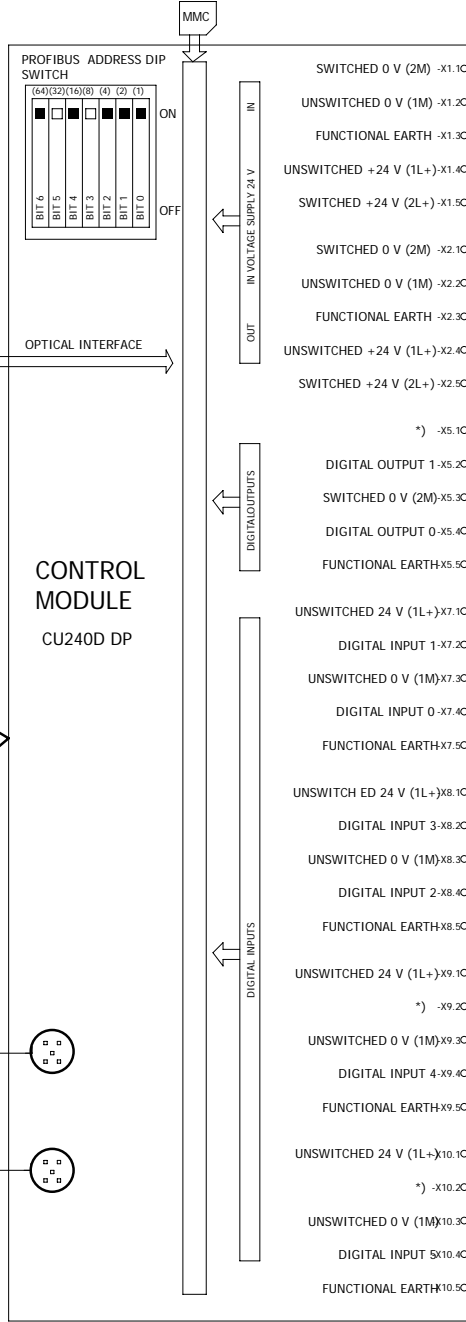 MMC
PROFIBUS ADDRESS DIP
SWITCH
(64)(32)(16)(8) (4) (2) (1)
ON
BIT 6
BIT 5
BIT 4
BIT 3
BIT 2
BIT 1
BIT 0
OFF
OPTICAL INTERFACE
CONTROL
MODULE
CU240D DP
IN
IN VOLTAGE SUPPLY 24 V
OUT
DIGITALOUTPUTS
DIGITAL INPUTS
SWITCHED 0 V (2M) -X1.1
UNSWITCHED 0 V (1M) -X1.2
FUNCTIONAL EARTH -X1.3
UNSWITCHED +24 V (1L+) -X1.4
SWITCHED +24 V (2L+) -X1.5
SWITCHED 0 V (2M) -X2.1
UNSWITCHED 0 V (1M) -X2.2
FUNCTIONAL EARTH -X2.3
UNSWITCHED +24 V (1L+) -X2.4
SWITCHED +24 V (2L+) -X2.5
*) -X5.1
DIGITAL OUTPUT 1 -X5.2
SWITCHED 0 V (2M) -X5.3
DIGITAL OUTPUT 0 -X5.4
FUNCTIONAL EARTH -X5.5
UNSWITCHED 24 V (1L+) -X7.1
DIGITAL INPUT 1 -X7.2
UNSWITCHED 0 V (1M) -X7.3
DIGITAL INPUT 0 -X7.4
FUNCTIONAL EARTH -X7.5
UNSWITCH ED 24 V (1L+) -X8.1
DIGITAL INPUT 3 -X8.2
UNSWITCHED 0 V (1M) -X8.3
DIGITAL INPUT 2 -X8.4
FUNCTIONAL EARTH -X8.5
UNSWITCHED 24 V (1L+) -X9.1
*) -X9.2
UNSWITCHED 0 V (1M) -X9.3
DIGITAL INPUT 4 -X9.4
FUNCTIONAL EARTH -X9.5
UNSWITCHED 24 V (1L+) -X10.1
*) -X10.2
UNSWITCHED 0 V (1M) -X10.3
DIGITAL INPUT 5 -X10.4
FUNCTIONAL EARTH -X10.5